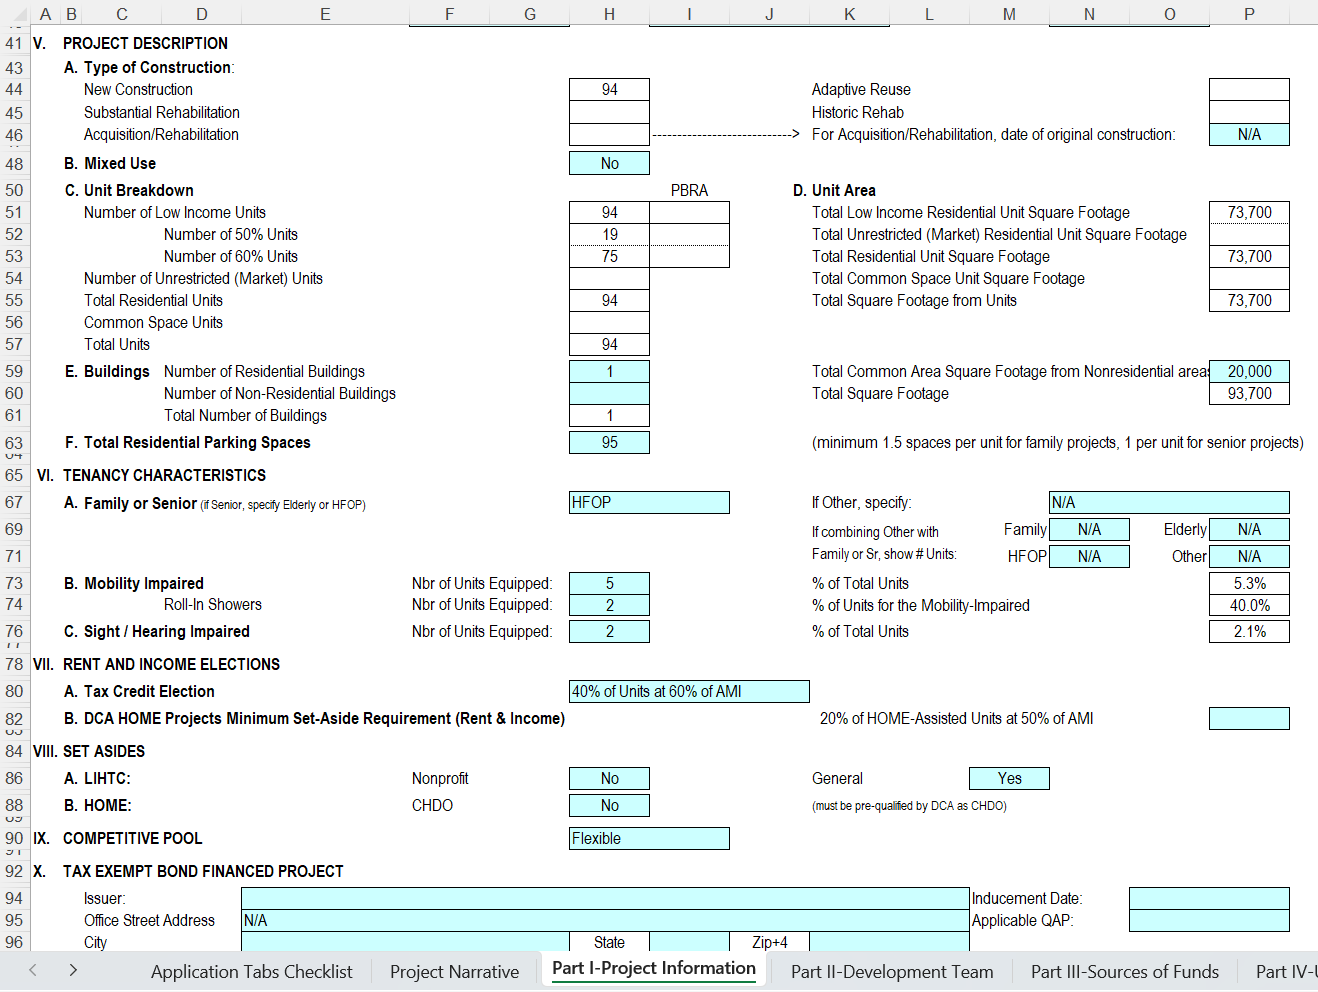 A B C D E F G H I J K L M N O P
41 V. PROJECT DESCRIPTION
43 A. Type of Construction:
44 New Construction 94 Adaptive Reuse
45 Substantial Rehabilitation Historic Rehab
46 Acquisition/Rehabilitation ----------------------------> For Acquisition/Rehabilitation, date of original construction: N/A
48 B. Mixed Use No
50 C. Unit Breakdown PBRA D. Unit Area
51 Number of Low Income Units 94 Total Low Income Residential Unit Square Footage 73,700
52 Number of 50% Units 19 Total Unrestricted (Market) Residential Unit Square Footage
53 Number of 60% Units 75 Total Residential Unit Square Footage 73,700
54 Number of Unrestricted (Market) Units Total Common Space Unit Square Footage
55 Total Residential Units 94 Total Square Footage from Units 73,700
56 Common Space Units
57 Total Units 94
59 E. Buildings Number of Residential Buildings 1 Total Common Area Square Footage from Nonresidential areas 20,000
60 Number of Non-Residential Buildings Total Square Footage 93,700
61 Total Number of Buildings 1
63 F. Total Residential Parking Spaces 95 (minimum 1.5 spaces per unit for family projects, 1 per unit for senior projects)
65 VI. TENANCY CHARACTERISTICS
67 A. Family or Senior (if Senior, specify Elderly or HFOP) HFOP If Other, specify: N/A
69 If combining Other with Family N/A Elderly N/A
71 Family or Sr, show # Units: HFOP N/A Other N/A
73 B. Mobility Impaired Nbr of Units Equipped: 5 % of Total Units 5.3%
74 Roll-In Showers Nbr of Units Equipped: 2 % of Units for the Mobility-Impaired 40.0%
76 C. Sight / Hearing Impaired Nbr of Units Equipped: 2 % of Total Units 2.1%
78 VII. RENT AND INCOME ELECTIONS
80 A. Tax Credit Election 40% of Units at 60% of AMI
82 B. DCA HOME Projects Minimum Set-Aside Requirement (Rent & Income) 20% of HOME-Assisted Units at 50% of AMI
84 VIII. SET ASIDES
86 A. LIHTC: Nonprofit No General Yes
88 B. HOME: CHDO No (must be pre-qualified by DCA as CHDO)
90 IX. COMPETITIVE POOL Flexible
92 X. TAX EXEMPT BOND FINANCED PROJECT
94 Issuer: Inducement Date:
95 Office Street Address N/A Applicable QAP:
96 City State Zip+4
Application Tabs Checklist Project Narrative Part I-Project Information Part II-Development Team Part III-Sources of Funds Part IV-